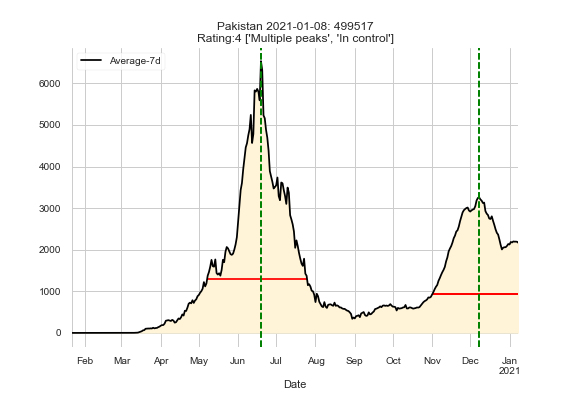 Pakistan 2021-01-08: 499517
Rating:4 ['Multiple peaks', 'In control']
Average-7d
6000
5000
4000
3000
2000
1000
0
Feb Mar Apr May Jun Jul Aug Sep Oct Nov Dec Jan
2021
Date